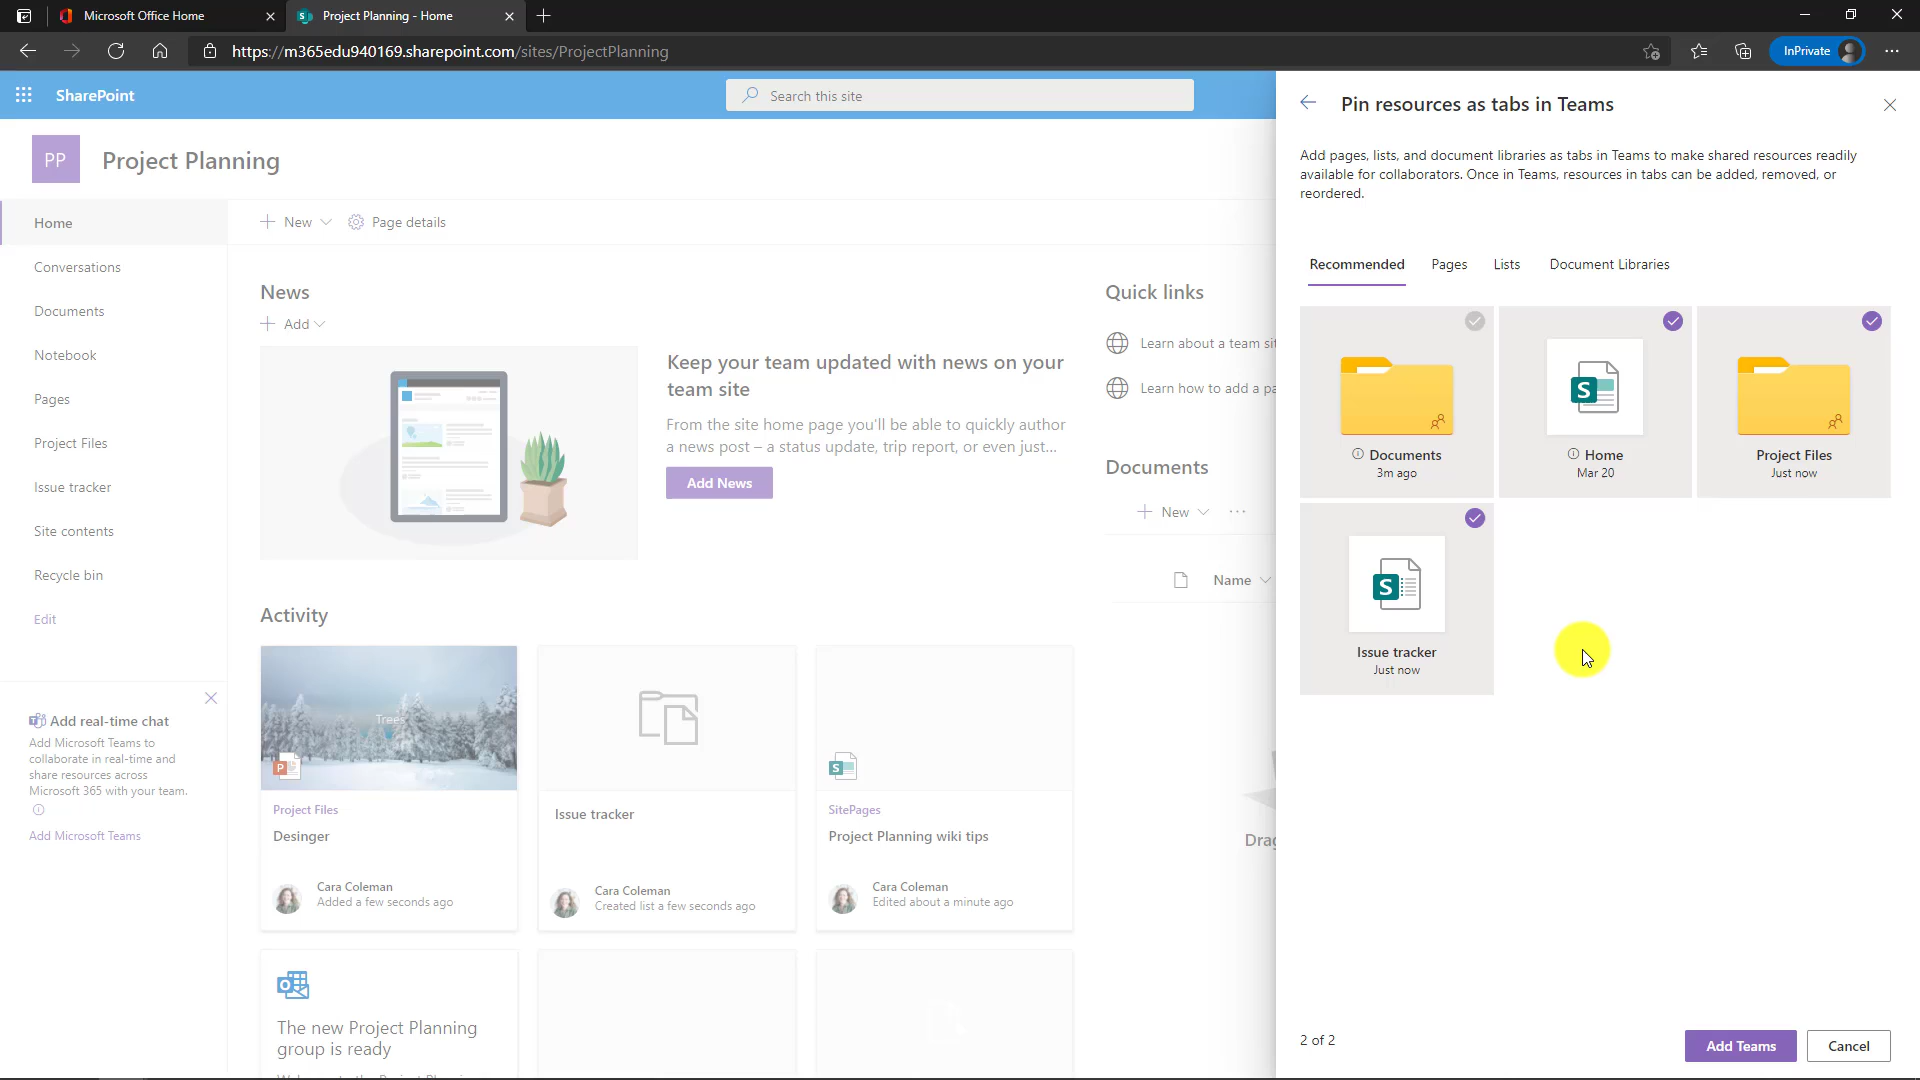 Microsoft Office Home
Project Planning - Home
https://m365edu940169.sharepoint.com/sites/ProjectPlanning
InPrivate
SharePoint
Search this site
PP
Project Planning
Home
Conversations
Documents
Notebook
Pages
Project Files
Issue tracker
Site contents
Recycle bin
Edit
Add real-time chat
Add Microsoft Teams to
collaborate in real-time and
share resources across
Microsoft 365 with your team.
Add Microsoft Teams
New
Page details
News
Add
Keep your team updated with news on your
team site
From the site home page you'll be able to quickly author
a news post – a status update, trip report, or even just...
Add News
Activity
Trees
Project Files
Desinger
Cara Coleman
Added a few seconds ago
Issue tracker
Cara Coleman
Created list a few seconds ago
SitePages
Project Planning wiki tips
Cara Coleman
Edited about a minute ago
The new Project Planning
group is ready
Quick links
Learn about a team sit
Learn how to add a pa
Documents
New
Name
Drag
Pin resources as tabs in Teams
Add pages, lists, and document libraries as tabs in Teams to make shared resources readily
available for collaborators. Once in Teams, resources in tabs can be added, removed, or
reordered.
Recommended
Pages
Lists
Document Libraries
Documents
3m ago
Home
Mar 20
Project Files
Just now
Issue tracker
Just now
2 of 2
Add Teams
Cancel